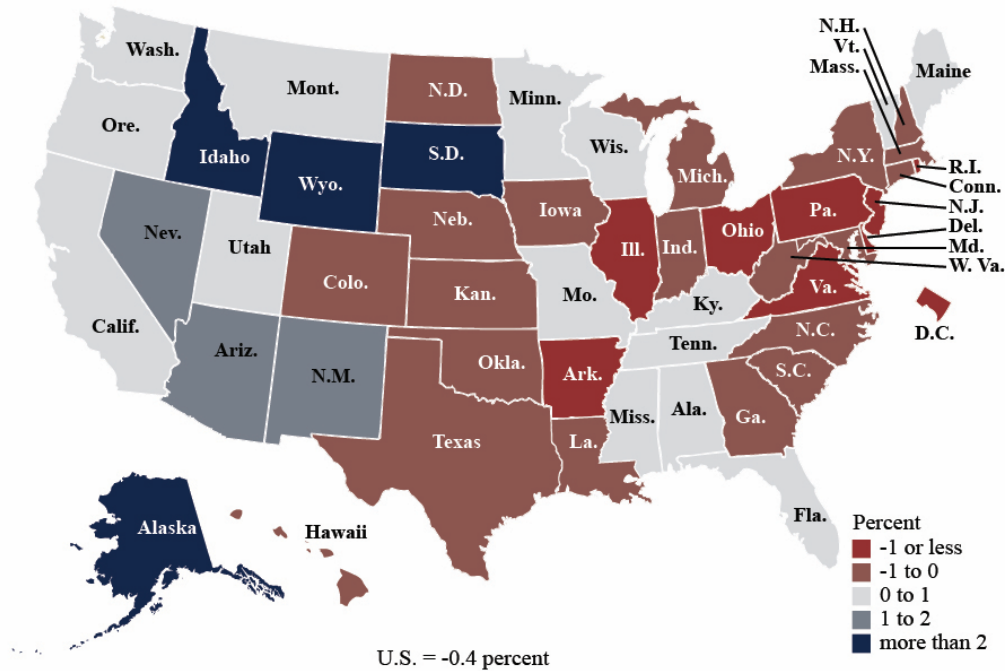 N.H.
Vt.
Mass.
Wash.
Maine
Mont.
N.D.
Minn.
Ore.
Idaho
S.D.
Wis.
Wyo.
Mich.
N.Y.
R.I.
Conn.
N.J.
Del.
Md.
W. Va.
Nev.
Utah
Neb.
Iowa
Ill.
Ind.
Ohio
Pa.
Colo.
Kan.
Mo.
Ky.
Va.
Calif.
D.C.
Ariz.
N.M.
Okla.
Ark.
Tenn.
N.C.
S.C.
Miss.
Ala.
Ga.
Texas
La.
Fla.
Alaska
Hawaii
Percent
-1 or less
-1 to 0
0 to 1
1 to 2
more than 2
U.S. = -0.4 percent